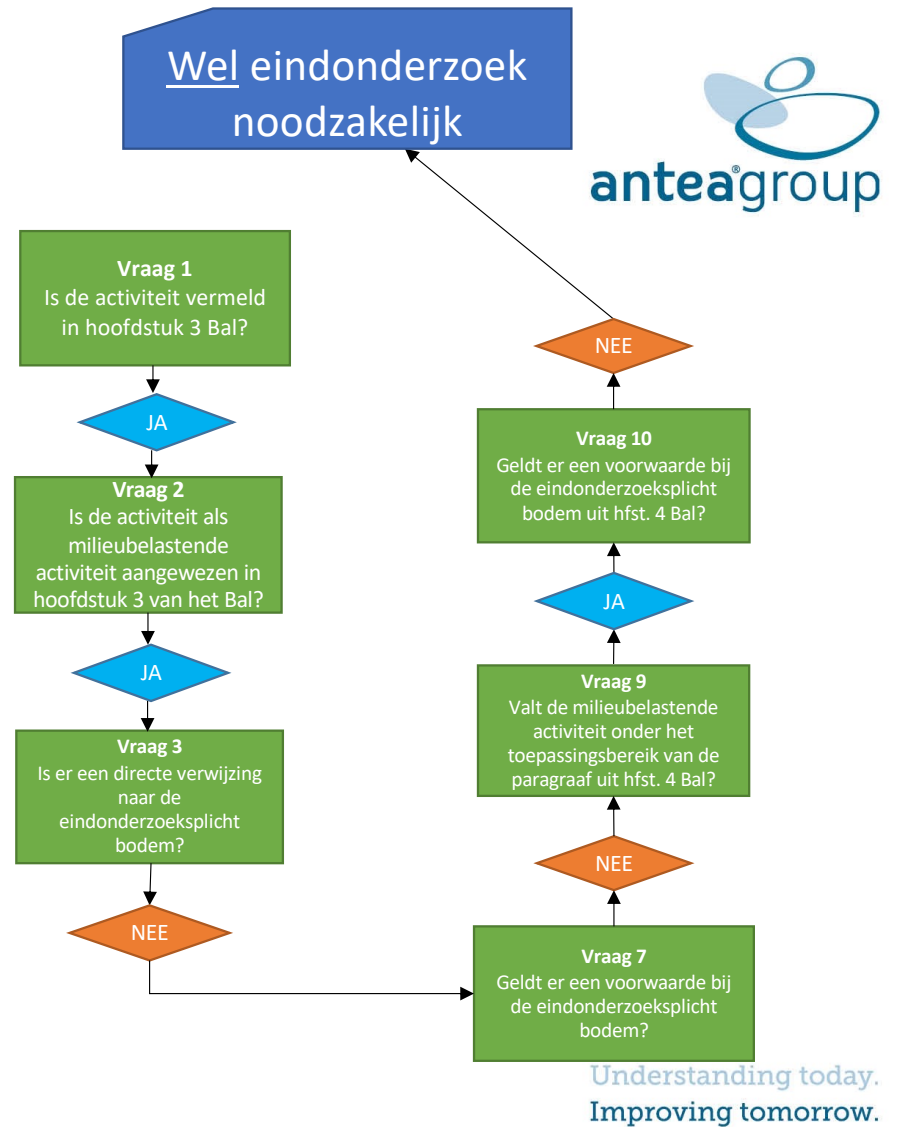 Wel eindonderzoek
noodzakelijk
anteagroup
®
Vraag 1
Is de activiteit vermeld
in hoofdstuk 3 Bal?
JA
Vraag 2
Is de activiteit als
milieubelastende
activiteit aangewezen in
hoofdstuk 3 van het Bal?
JA
Vraag 3
Is er een directe verwijzing
naar de
eindonderzoeksplicht
bodem?
NEE
Vraag 7
Geldt er een voorwaarde bij
de eindonderzoeksplicht
bodem?
NEE
Vraag 9
Valt de milieubelastende
activiteit onder het
toepassingsbereik van de
paragraaf uit hfst. 4 Bal?
JA
Vraag 10
Geldt er een voorwaarde bij
de eindonderzoeksplicht
bodem uit hfst. 4 Bal?
NEE
Understanding today.
Improving tomorrow.